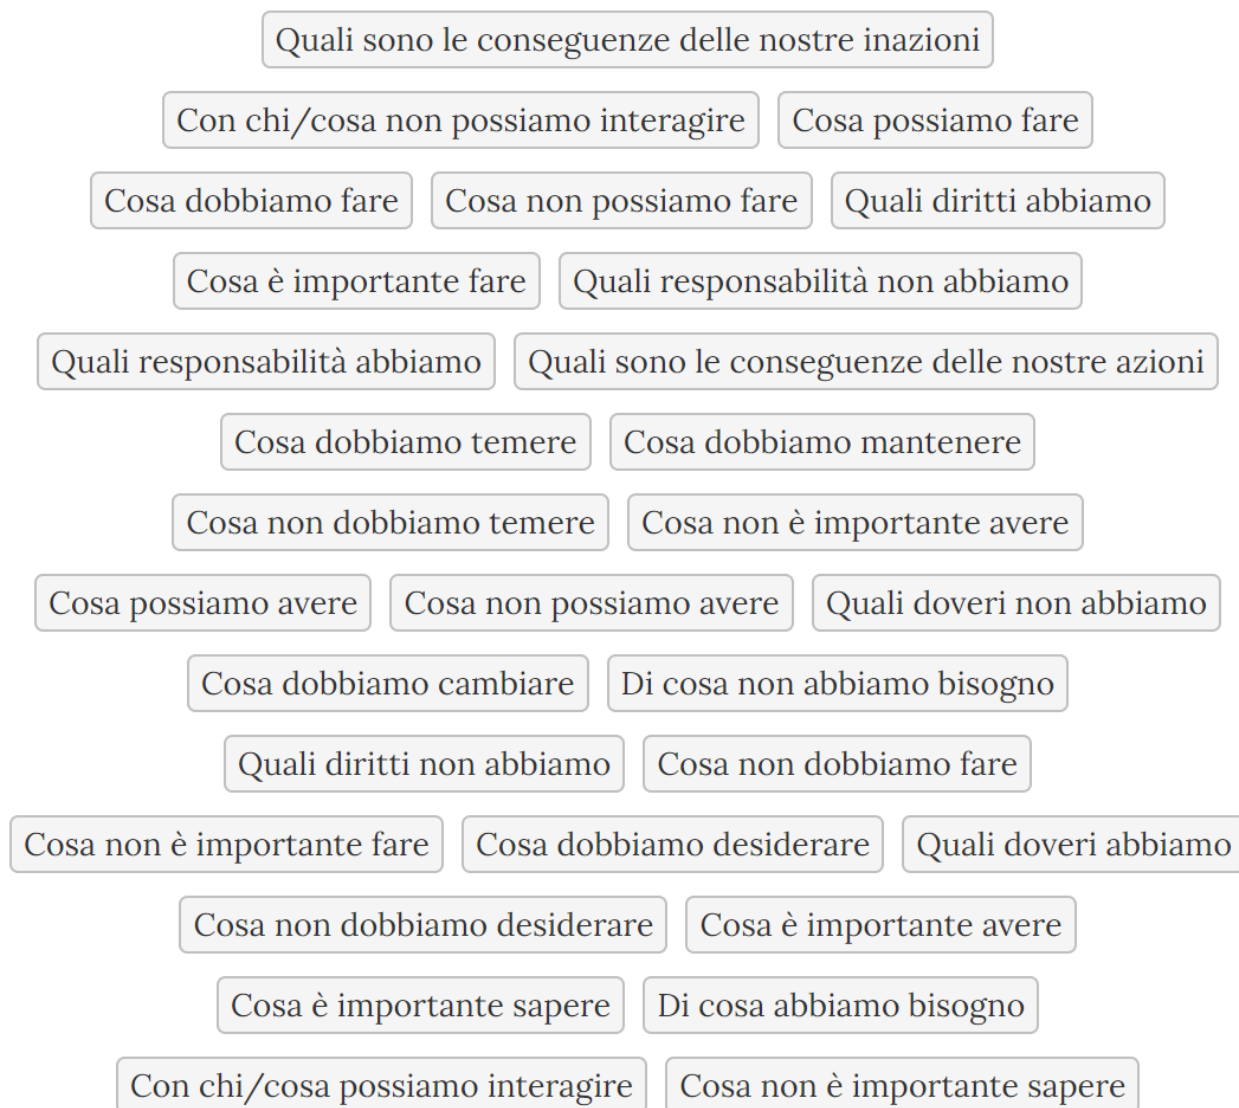 Quali sono le conseguenze delle nostre inazioni
Con chi/cosa non possiamo interagire Cosa possiamo fare
Cosa dobbiamo fare Cosa non possiamo fare Quali diritti abbiamo
Cosa è importante fare Quali responsabilità non abbiamo
Quali responsabilità abbiamo Quali sono le conseguenze delle nostre azioni
Cosa dobbiamo temere Cosa dobbiamo mantenere
Cosa non dobbiamo temere Cosa non è importante avere
Cosa possiamo avere Cosa non possiamo avere Quali doveri non abbiamo
Cosa dobbiamo cambiare Di cosa non abbiamo bisogno
Quali diritti non abbiamo Cosa non dobbiamo fare
Cosa non è importante fare Cosa dobbiamo desiderare Quali doveri abbiamo
Cosa non dobbiamo desiderare Cosa è importante avere
Cosa è importante sapere Di cosa abbiamo bisogno
Con chi/cosa possiamo interagire Cosa non è importante sapere